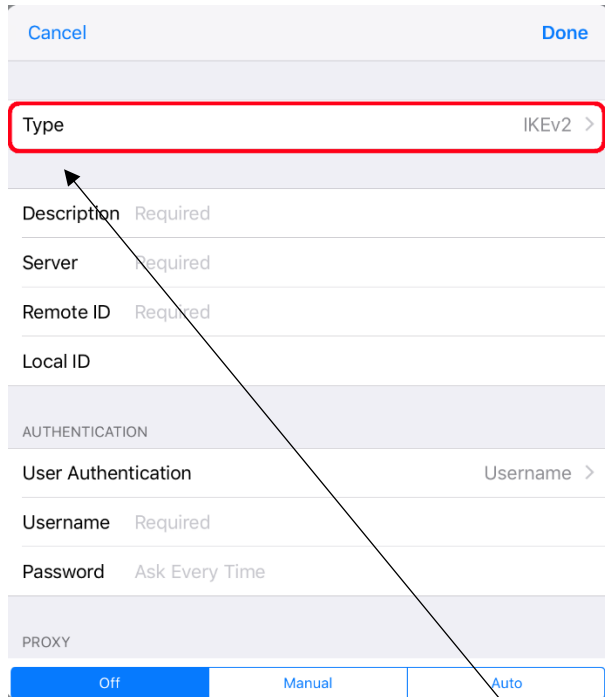 Cancel Done
Type IKEv2 >
Description Required
Server Required
Remote ID Required
Local ID
AUTHENTICATION
User Authentication Username >
Username Required
Password Ask Every Time
PROXY
Off Manual Auto